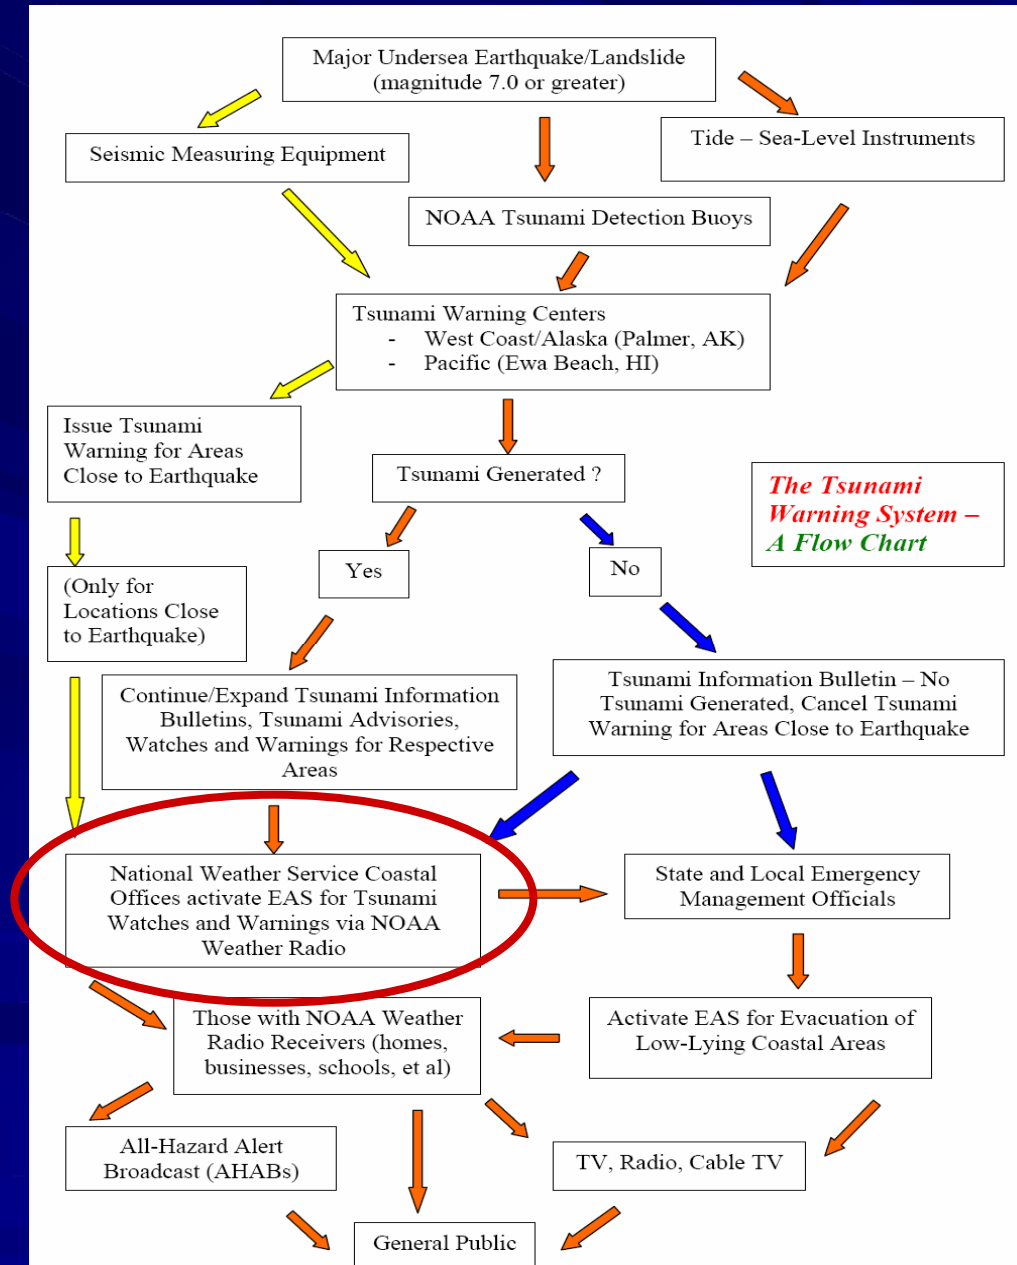 Major Undersea Earthquake/Landslide
(magnitude 7.0 or greater)
Seismic Measuring Equipment
Tide – Sea-Level Instruments
NOAA Tsunami Detection Buoys
Tsunami Warning Centers
- West Coast/Alaska (Palmer, AK)
- Pacific (Ewa Beach, HI)
Issue Tsunami
Warning for Areas
Close to Earthquake
Tsunami Generated ?
The Tsunami
Warning System –
A Flow Chart
Yes
No
(Only for
Locations Close
to Earthquake)
Continue/Expand Tsunami Information
Bulletins, Tsunami Advisories,
Watches and Warnings for Respective
Areas
Tsunami Information Bulletin – No
Tsunami Generated, Cancel Tsunami
Warning for Areas Close to Earthquake
National Weather Service Coastal
Offices activate EAS for Tsunami
Watches and Warnings via NOAA
Weather Radio
State and Local Emergency
Management Officials
Those with NOAA Weather
Radio Receivers (homes,
businesses, schools, et al)
Activate EAS for Evacuation of
Low-Lying Coastal Areas
All-Hazard Alert
Broadcast (AHABs)
TV, Radio, Cable TV
General Public